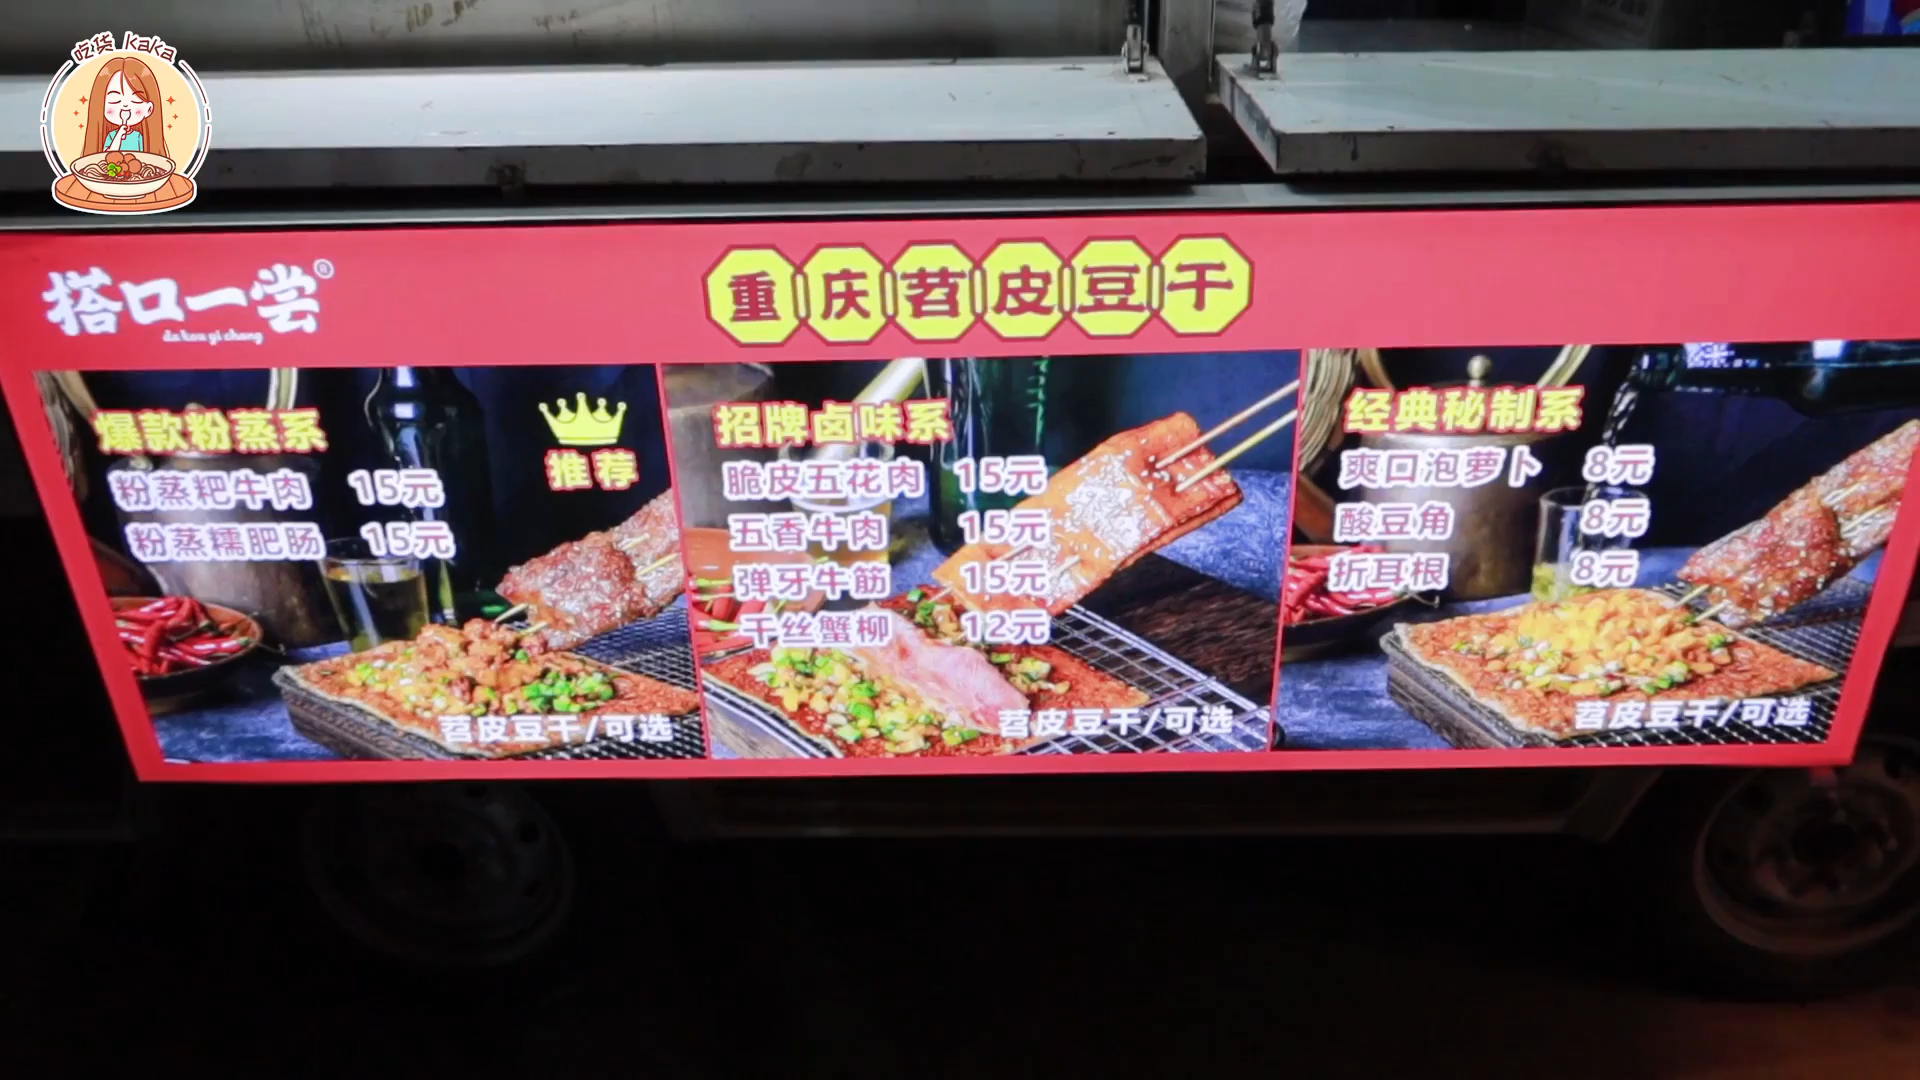 吃货 kaka
搭口一尝®
da kou yi chang
重庆苕皮豆干
爆款粉蒸系
推荐
粉蒸粑牛肉 15元
粉蒸糯肥肠 15元
苕皮豆干/可选
招牌卤味系
脆皮五花肉 15元
五香牛肉 15元
弹牙牛筋 15元
千丝蟹柳 12元
苕皮豆干/可选
经典秘制系
爽口泡萝卜 8元
酸豆角 8元
折耳根 8元
苕皮豆干/可选